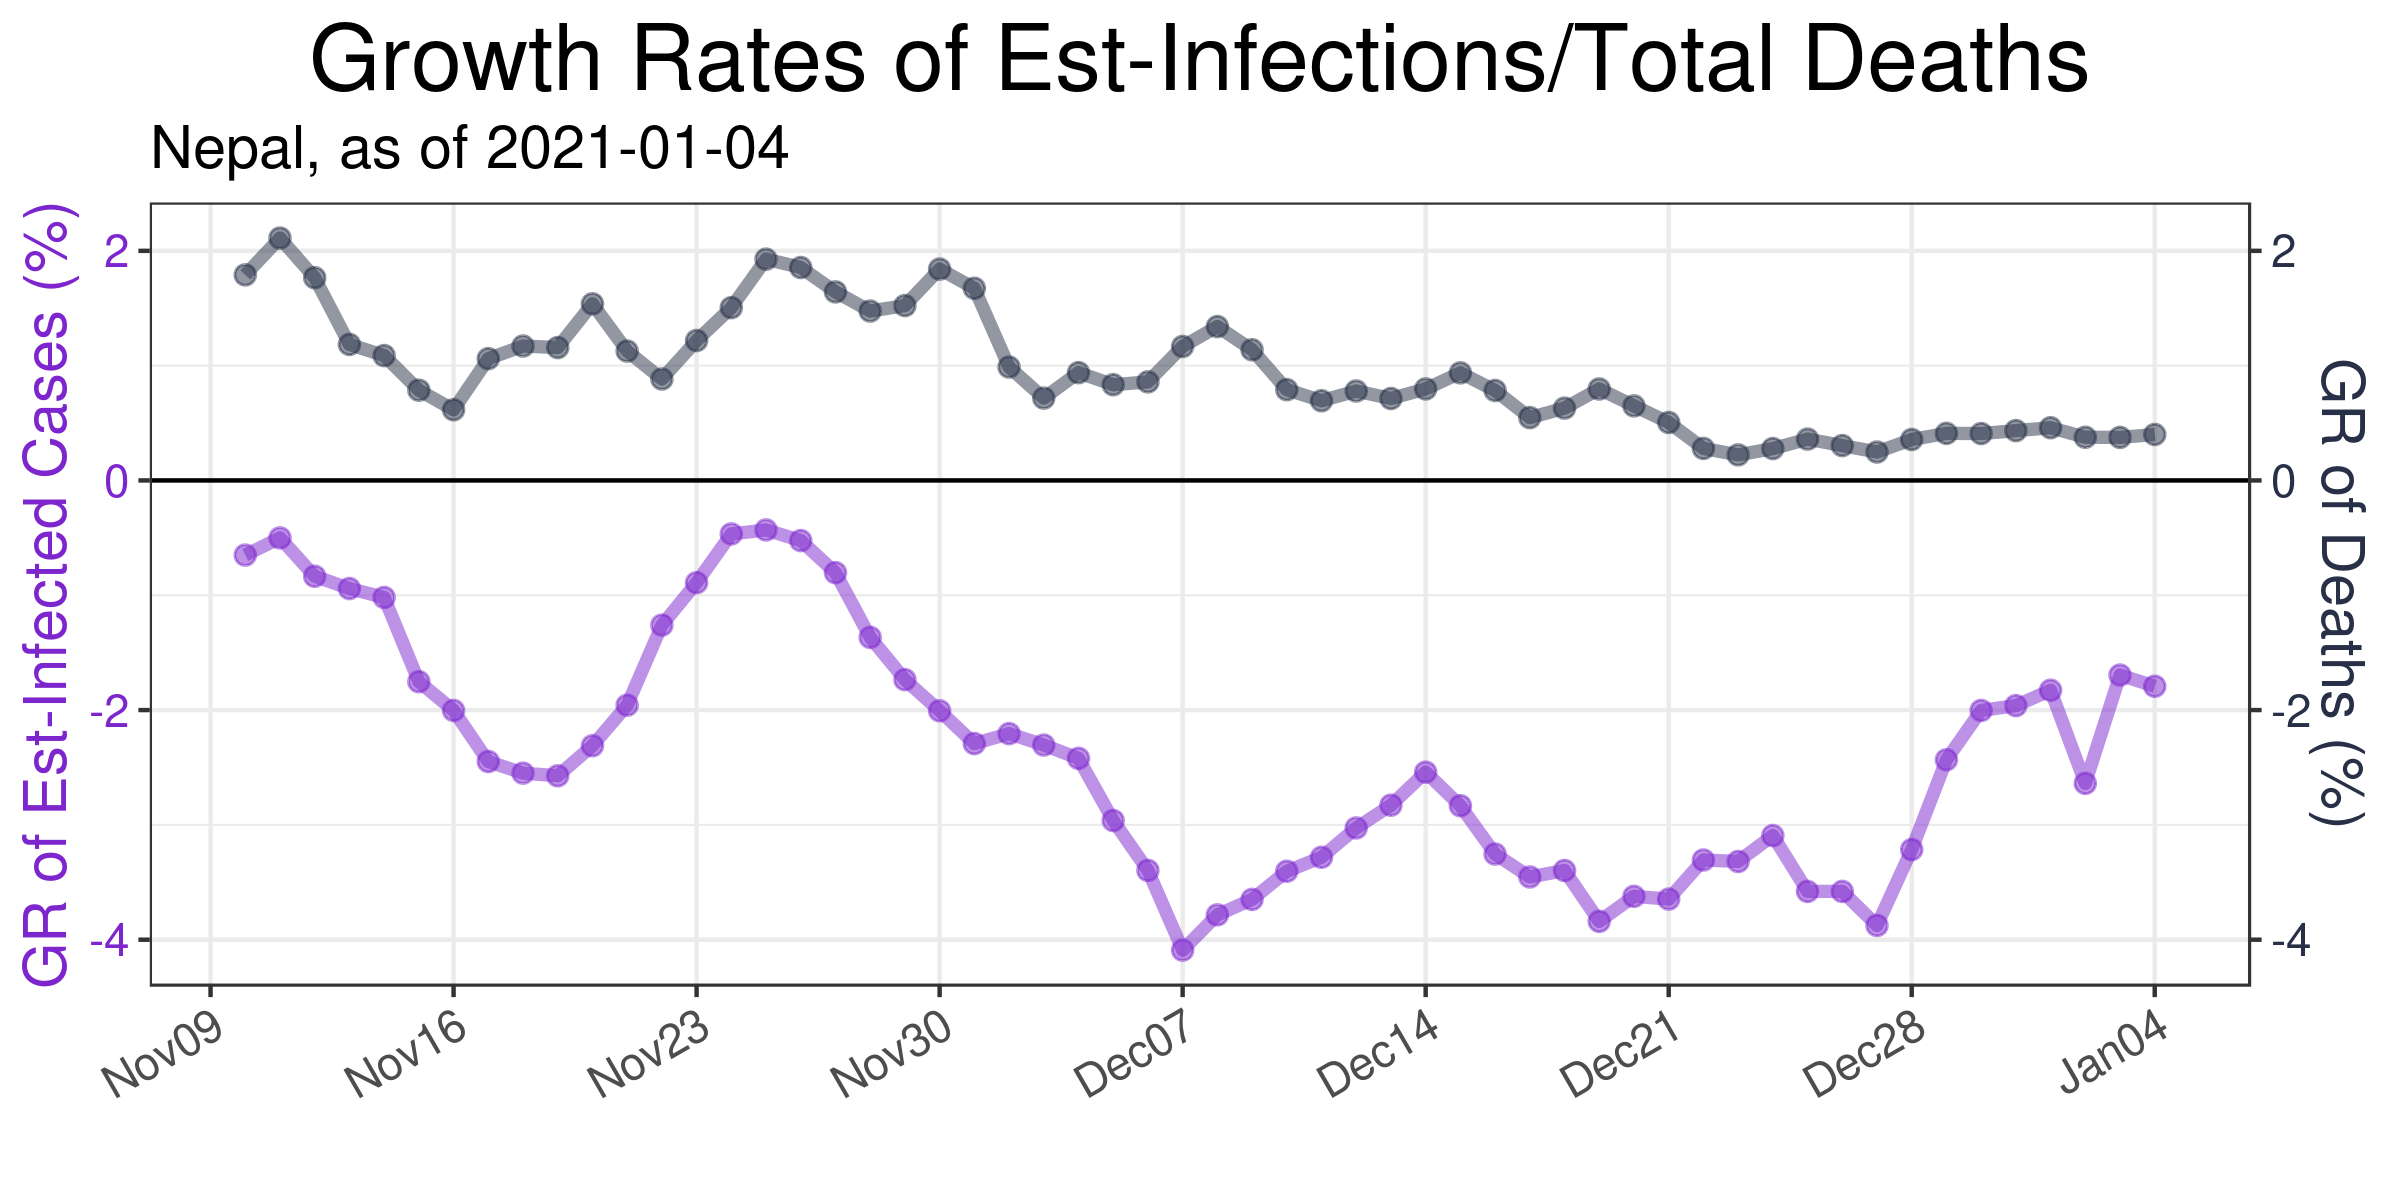 Growth Rates of Est-Infections/Total Deaths
Nepal, as of 2021-01-04
GR of Est-Infected Cases (%)
2
0
-2
-4
2
0
-2
-4
GR of Deaths (%)
Nov09
Nov16
Nov23
Nov30
Dec07
Dec14
Dec21
Dec28
Jan04